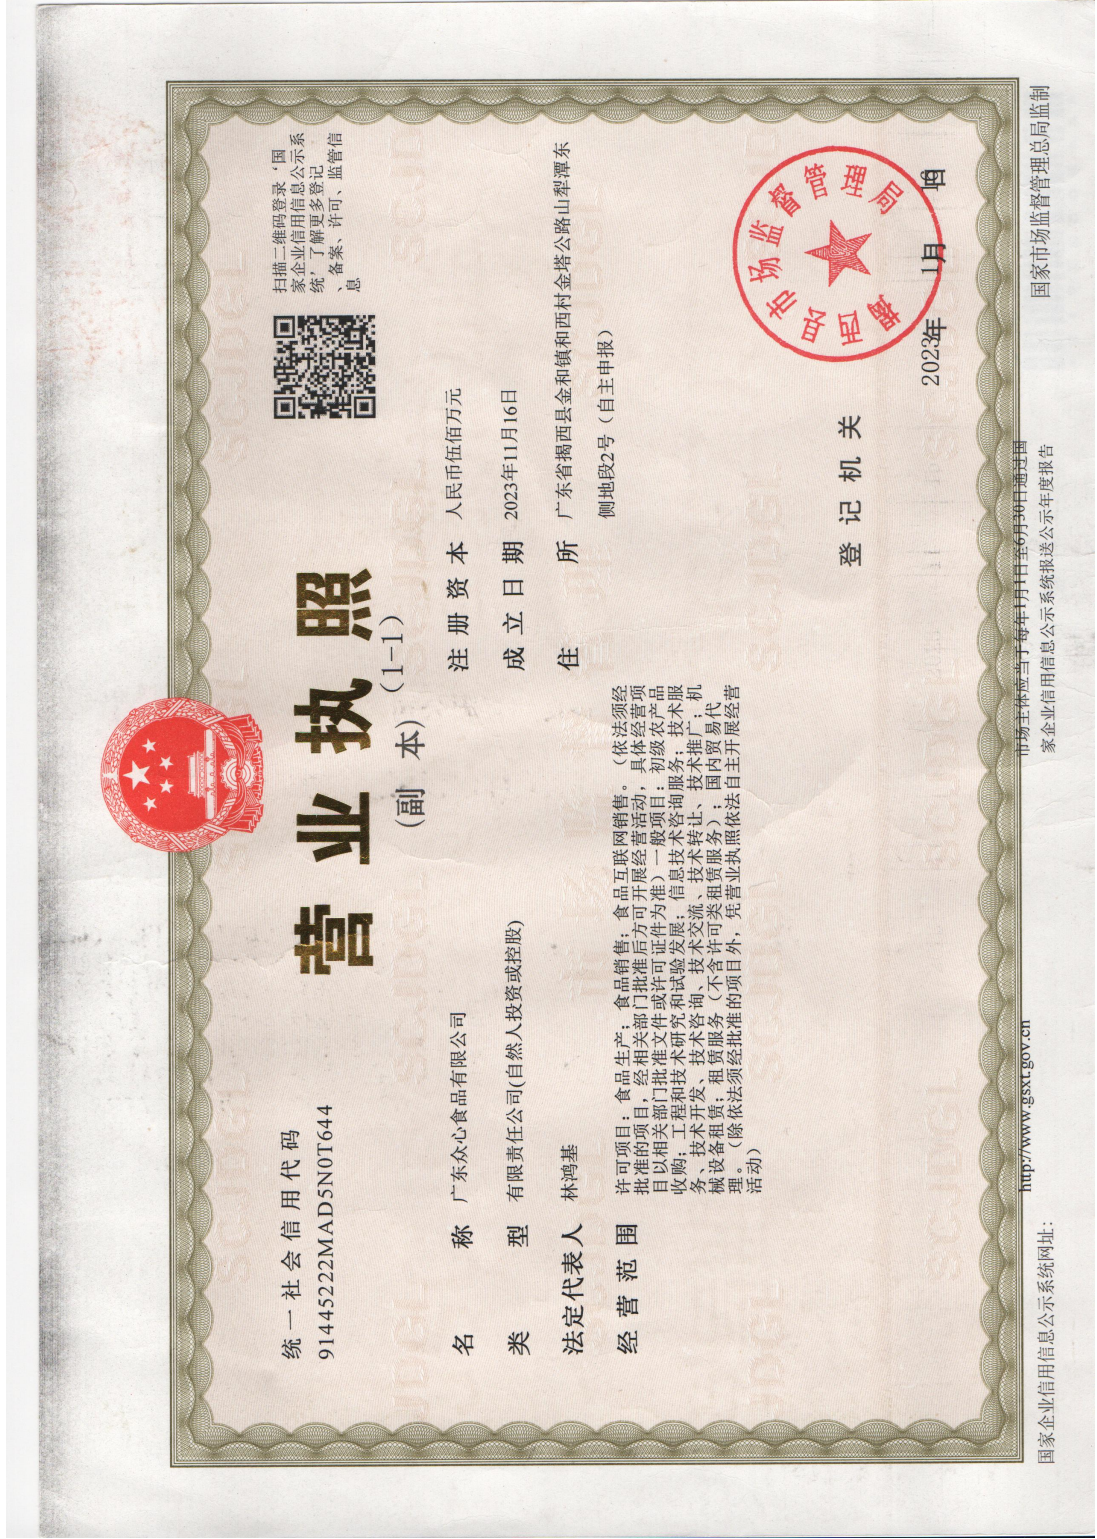 统一社会信用代码
91445222MAD5N0T644
营业执照
(副 本)(1-1)
扫描二维码登录‘国
家企业信用信息公示系
统’了解更多登记
、备案、许可、监管信
息
名 称 广东众心食品有限公司
类 型 有限责任公司(自然人投资或控股)
法定代表人 林鸿基
经营范围 许可项目：食品生产；食品销售；食品互联网销售。（依法须经
批准的项目，经相关部门批准后方可开展经营活动，具体经营项
目以相关部门批准文件或许可证件为准）一般项目：初级农产品
收购；工程和技术研究和试验发展；信息技术咨询服务；技术服
务、技术开发、技术咨询、技术交流、技术转让、技术推广；机
械设备租赁；租赁服务（不含许可类租赁服务）；国内贸易代
理。（除依法须经批准的项目外，凭营业执照依法自主开展经营
活动）
注册资本 人民币伍佰万元
成立日期 2023年11月16日
住 所 广东省揭西县金和镇和西村金塔公路山犁潭东
侧地段2号（自主申报）
登记机关
揭西县市场监督管理局
2023年 11月 16日
国家企业信用信息公示系统网址:
http://www.gsxt.gov.cn
市场主体应当于每年1月1日至6月30日通过国
家企业信用信息公示系统报送公示年度报告
国家市场监督管理总局监制